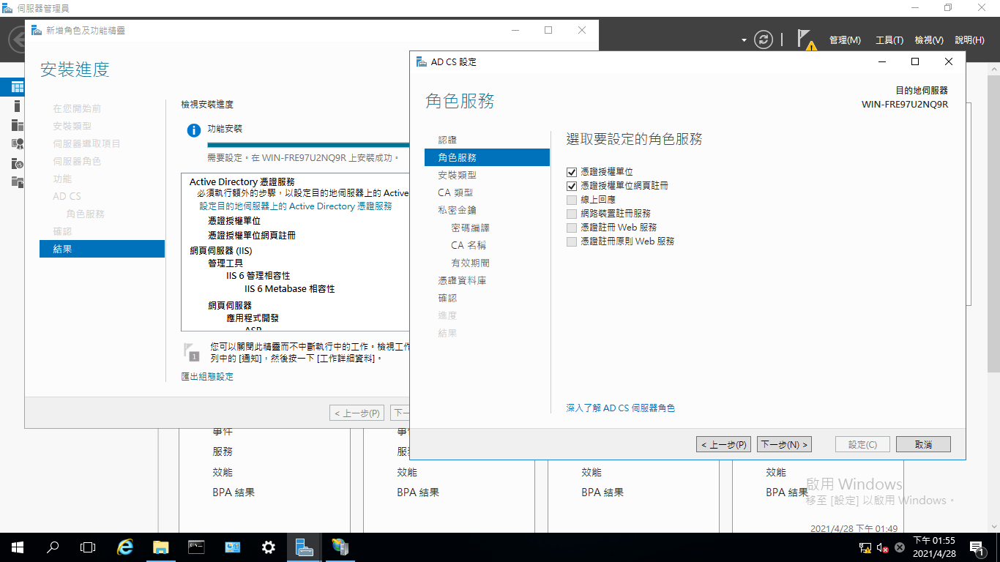 伺服器管理員
管理(M) 工具(T) 檢視(V) 說明(H)
新增角色及功能精靈
安裝進度
在您開始前
安裝類型
伺服器選取項目
伺服器角色
功能
AD CS
角色服務
確認
結果
檢視安裝進度
功能安裝
需要設定。在 WIN-FRE97U2NQ9R 上安裝成功。
Active Directory 憑證服務
必須執行額外的步驟，以設定目的地伺服器上的 Active
設定目的地伺服器上的 Active Directory 憑證服務
憑證授權單位
憑證授權單位網頁註冊
網頁伺服器 (IIS)
管理工具
IIS 6 管理相容性
IIS 6 Metabase 相容性
網頁伺服器
應用程式開發
ASP
1
您可以關閉此精靈而不中斷執行中的工作。檢視工作
列中的 [通知]，然後按一下 [工作詳細資料]。
匯出組態設定
< 上一步(P) 下一
AD CS 設定
角色服務
目的地伺服器
WIN-FRE97U2NQ9R
認證
角色服務
安裝類型
CA 類型
私密金鑰
密碼編譯
CA 名稱
有效期間
憑證資料庫
確認
進度
結果
選取要設定的角色服務
憑證授權單位
憑證授權單位網頁註冊
線上回應
網路裝置註冊服務
憑證註冊 Web 服務
憑證註冊原則 Web 服務
深入了解 AD CS 伺服器角色
< 上一步(P) 下一步(N) > 設定(C) 取消
事件
服務
效能
BPA 結果
事件
服務
效能
BPA 結果
效能
BPA 結果
效能
BPA 結果
2021/4/28 下午 01:49
啟用 Windows
移至 [設定] 以啟用 Windows。
下午 01:55
2021/4/28
1